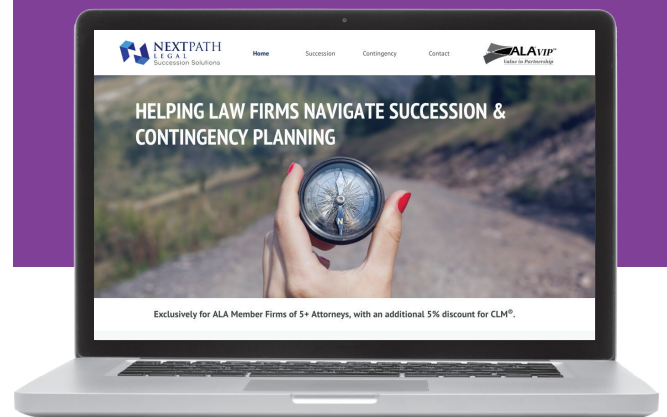 NEXTPATH
LEGAL
Succession Solutions
Home
Succession
Contingency
Contact
ALAVIP™
Value in Partnership
HELPING LAW FIRMS NAVIGATE SUCCESSION &
CONTINGENCY PLANNING
N
Exclusively for ALA Member Firms of 5+ Attorneys, with an additional 5% discount for CLM®.